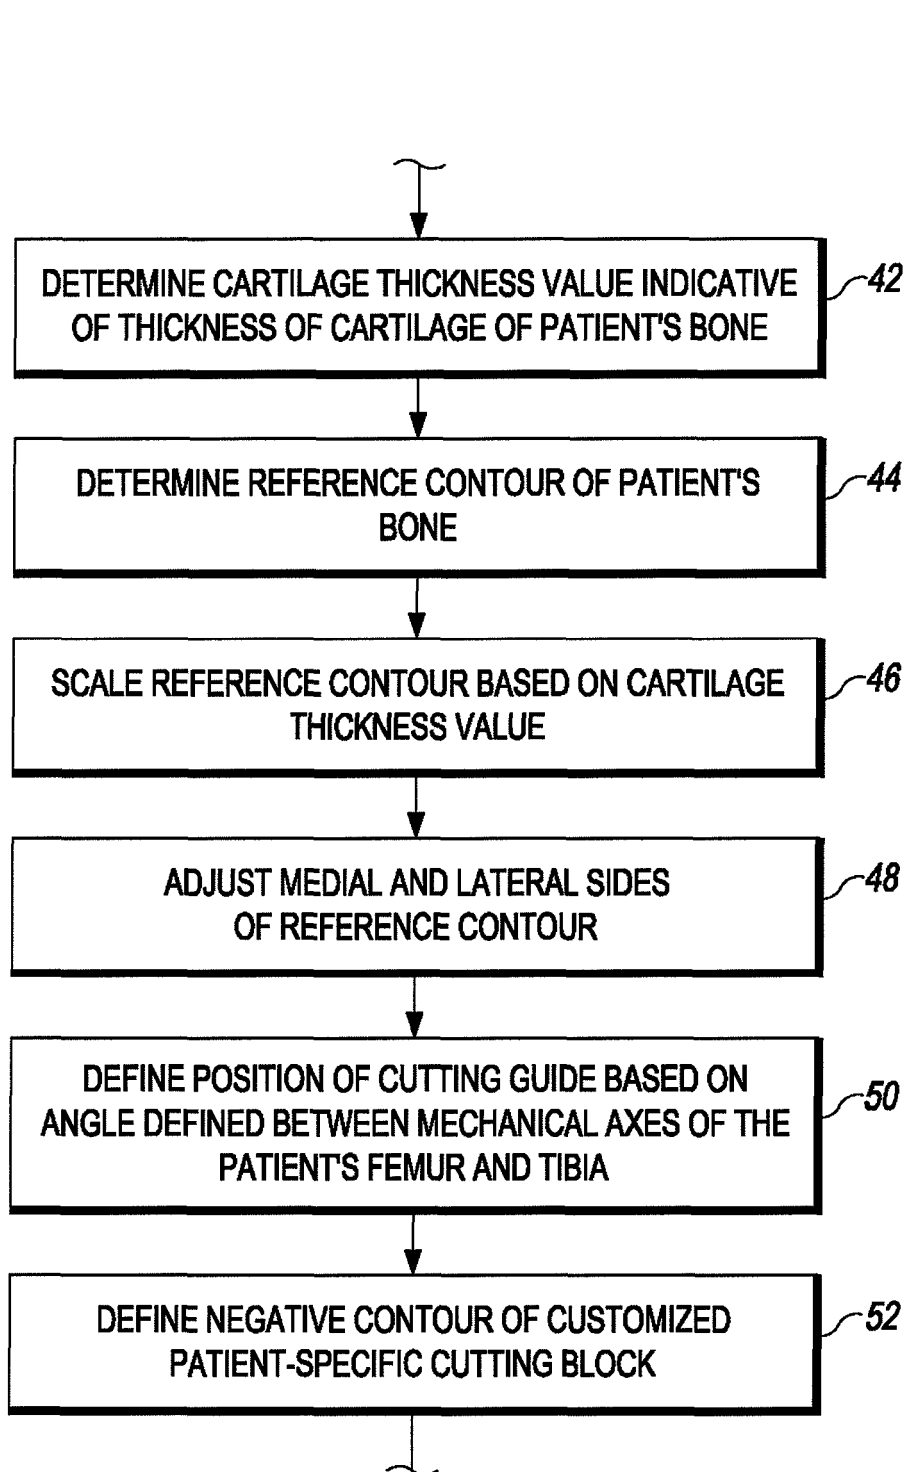 DETERMINE CARTILAGE THICKNESS VALUE INDICATIVE
OF THICKNESS OF CARTILAGE OF PATIENT'S BONE
42
DETERMINE REFERENCE CONTOUR OF PATIENT'S
BONE
44
SCALE REFERENCE CONTOUR BASED ON CARTILAGE
THICKNESS VALUE
46
ADJUST MEDIAL AND LATERAL SIDES
OF REFERENCE CONTOUR
48
DEFINE POSITION OF CUTTING GUIDE BASED ON
ANGLE DEFINED BETWEEN MECHANICAL AXES OF THE
PATIENT'S FEMUR AND TIBIA
50
DEFINE NEGATIVE CONTOUR OF CUSTOMIZED
PATIENT-SPECIFIC CUTTING BLOCK
52